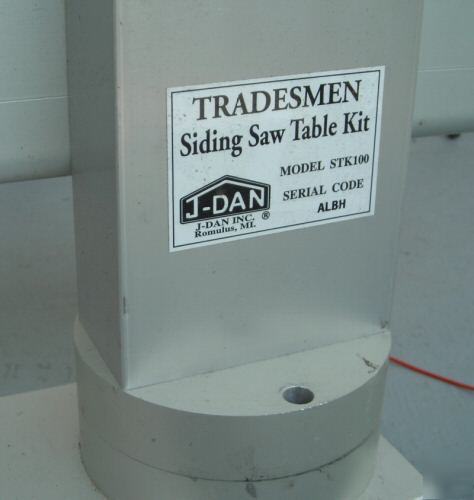 TRADESMEN
Siding Saw Table Kit
MODEL STK100
SERIAL CODE
ALBH
J-DAN ®
J-DAN INC.
Romulus, MI.